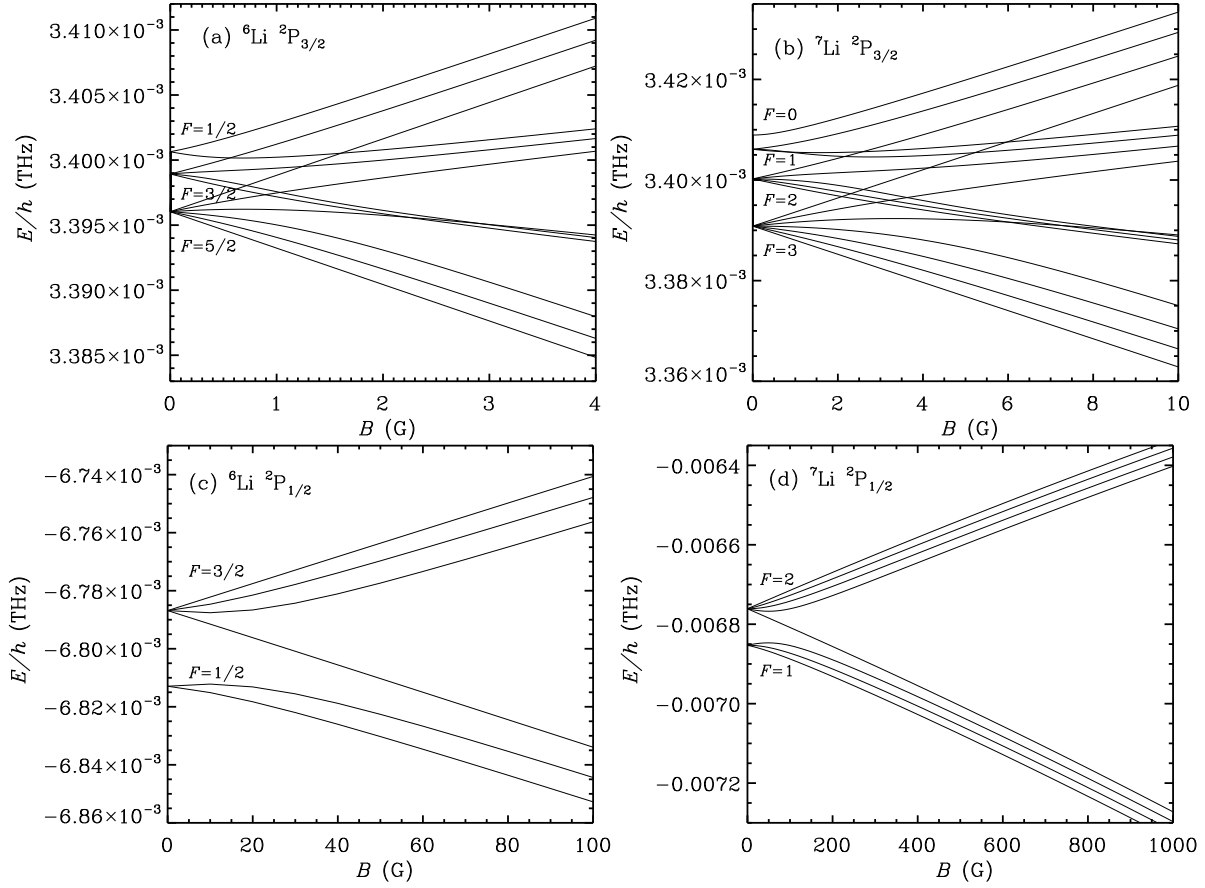 (a) ⁶Li ²P₃/₂
3.410×10⁻³
3.405×10⁻³
3.400×10⁻³
3.395×10⁻³
3.390×10⁻³
3.385×10⁻³
E/h (THz)
F=1/2
F=3/2
F=5/2
0 1 2 3 4
B (G)
(b) ⁷Li ²P₃/₂
3.42×10⁻³
3.40×10⁻³
3.38×10⁻³
3.36×10⁻³
E/h (THz)
F=0
F=1
F=2
F=3
0 2 4 6 8 10
B (G)
(c) ⁶Li ²P₁/₂
−6.74×10⁻³
−6.76×10⁻³
−6.78×10⁻³
−6.80×10⁻³
−6.82×10⁻³
−6.84×10⁻³
−6.86×10⁻³
E/h (THz)
F=3/2
F=1/2
0 20 40 60 80 100
B (G)
(d) ⁷Li ²P₁/₂
−0.0064
−0.0066
−0.0068
−0.0070
−0.0072
E/h (THz)
F=2
F=1
0 200 400 600 800 1000
B (G)